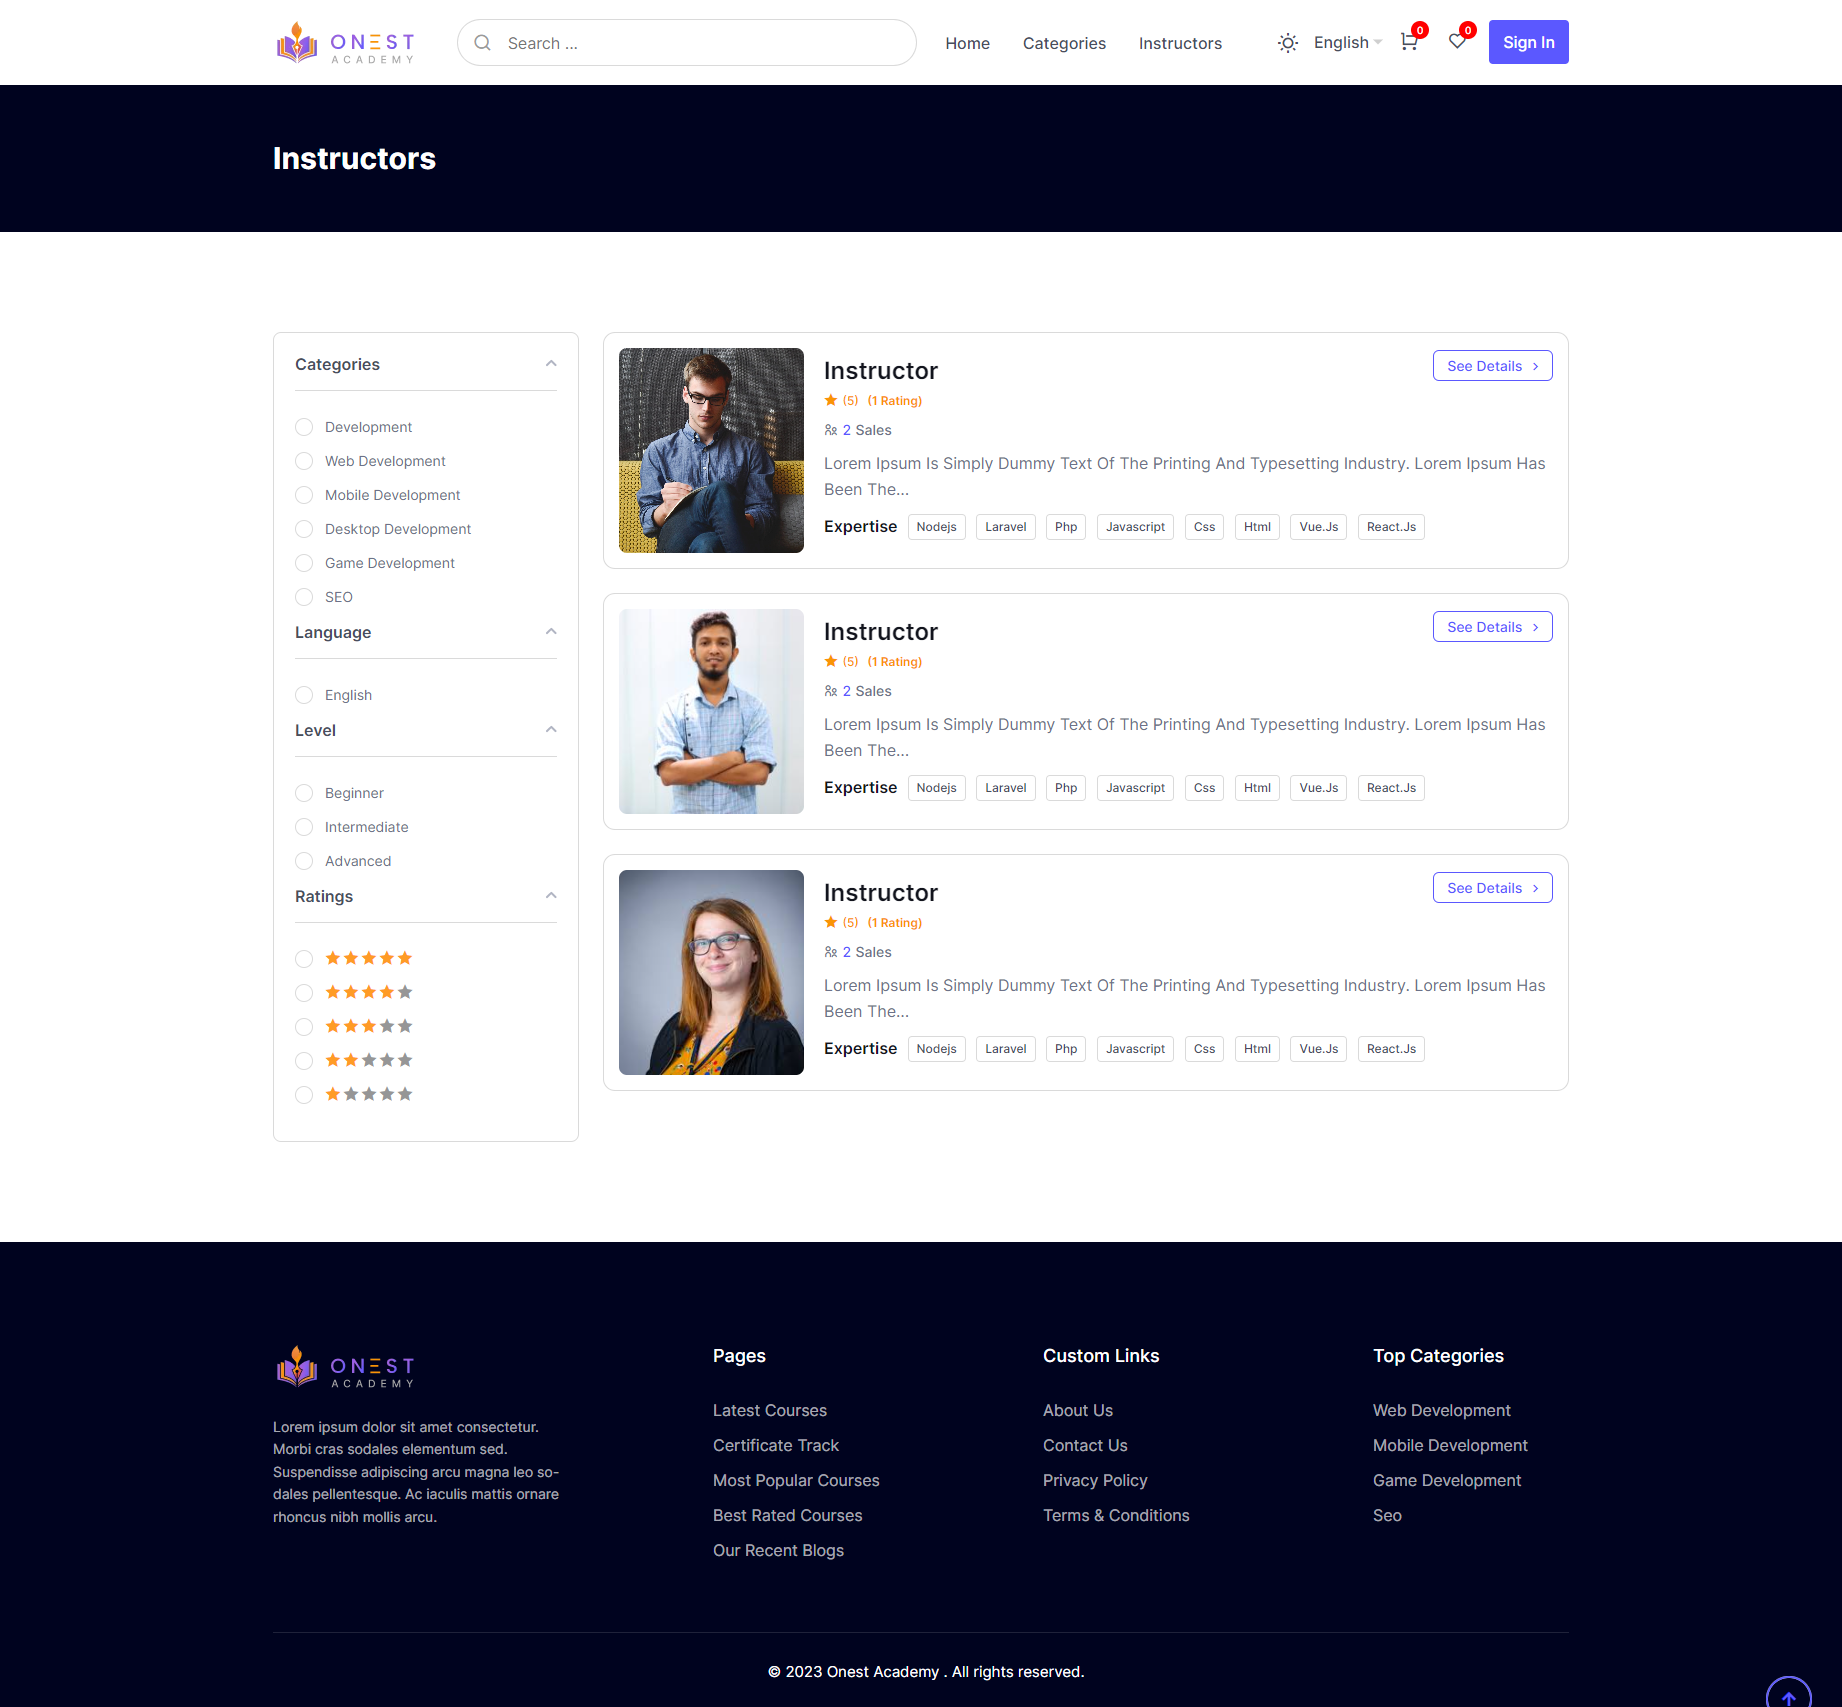 ONEST
ACADEMY
Search ...
Home
Categories
Instructors
English
0
0
Sign In
Instructors
Categories
Development
Web Development
Mobile Development
Desktop Development
Game Development
SEO
Language
English
Level
Beginner
Intermediate
Advanced
Ratings
Instructor
See Details
(5) (1 Rating)
2 Sales
Lorem Ipsum Is Simply Dummy Text Of The Printing And Typesetting Industry. Lorem Ipsum Has
Been The...
Expertise Nodejs Laravel Php Javascript Css Html Vue.Js React.Js
Instructor
See Details
(5) (1 Rating)
2 Sales
Lorem Ipsum Is Simply Dummy Text Of The Printing And Typesetting Industry. Lorem Ipsum Has
Been The...
Expertise Nodejs Laravel Php Javascript Css Html Vue.Js React.Js
Instructor
See Details
(5) (1 Rating)
2 Sales
Lorem Ipsum Is Simply Dummy Text Of The Printing And Typesetting Industry. Lorem Ipsum Has
Been The...
Expertise Nodejs Laravel Php Javascript Css Html Vue.Js React.Js
ONEST
ACADEMY
Lorem ipsum dolor sit amet consectetur.
Morbi cras sodales elementum sed.
Suspendisse adipiscing arcu magna leo so-
dales pellentesque. Ac iaculis mattis ornare
rhoncus nibh mollis arcu.
Pages
Latest Courses
Certificate Track
Most Popular Courses
Best Rated Courses
Our Recent Blogs
Custom Links
About Us
Contact Us
Privacy Policy
Terms & Conditions
Top Categories
Web Development
Mobile Development
Game Development
Seo
© 2023 Onest Academy . All rights reserved.